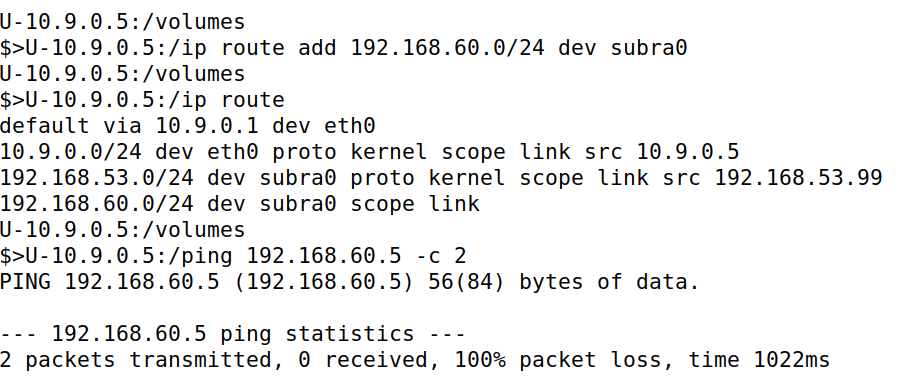 U-10.9.0.5:/volumes
$>U-10.9.0.5:/ip route add 192.168.60.0/24 dev subra0
U-10.9.0.5:/volumes
$>U-10.9.0.5:/ip route
default via 10.9.0.1 dev eth0
10.9.0.0/24 dev eth0 proto kernel scope link src 10.9.0.5
192.168.53.0/24 dev subra0 proto kernel scope link src 192.168.53.99
192.168.60.0/24 dev subra0 scope link
U-10.9.0.5:/volumes
$>U-10.9.0.5:/ping 192.168.60.5 -c 2
PING 192.168.60.5 (192.168.60.5) 56(84) bytes of data.

--- 192.168.60.5 ping statistics ---
2 packets transmitted, 0 received, 100% packet loss, time 1022ms